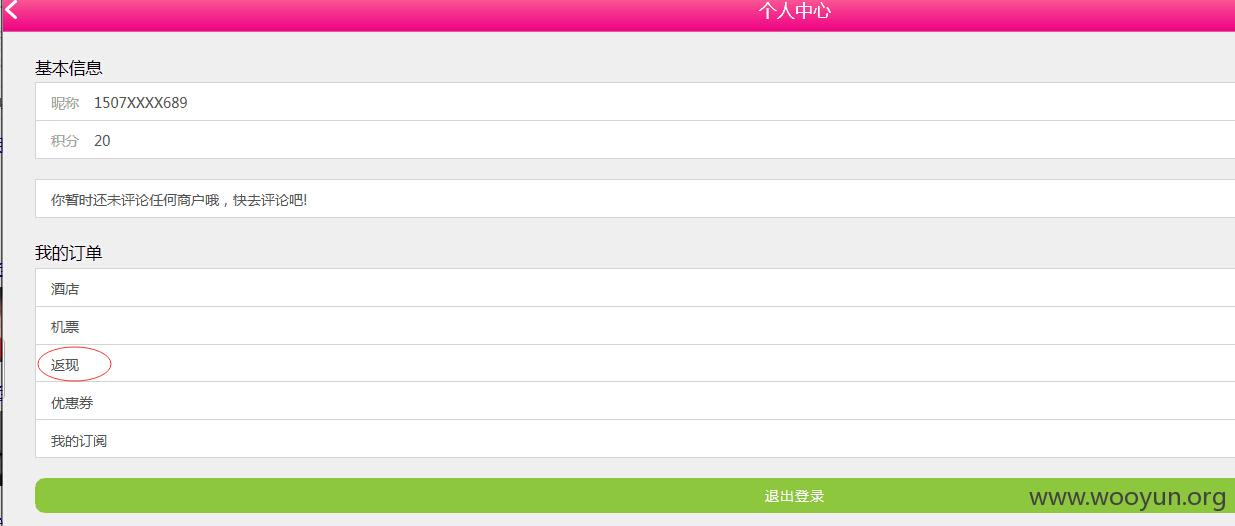 个人中心
基本信息
昵称 1507XXXX689
积分 20
你暂时还未评论任何商户哦，快去评论吧!
我的订单
酒店
机票
返现
优惠券
我的订阅
退出登录
www.wooyun.org